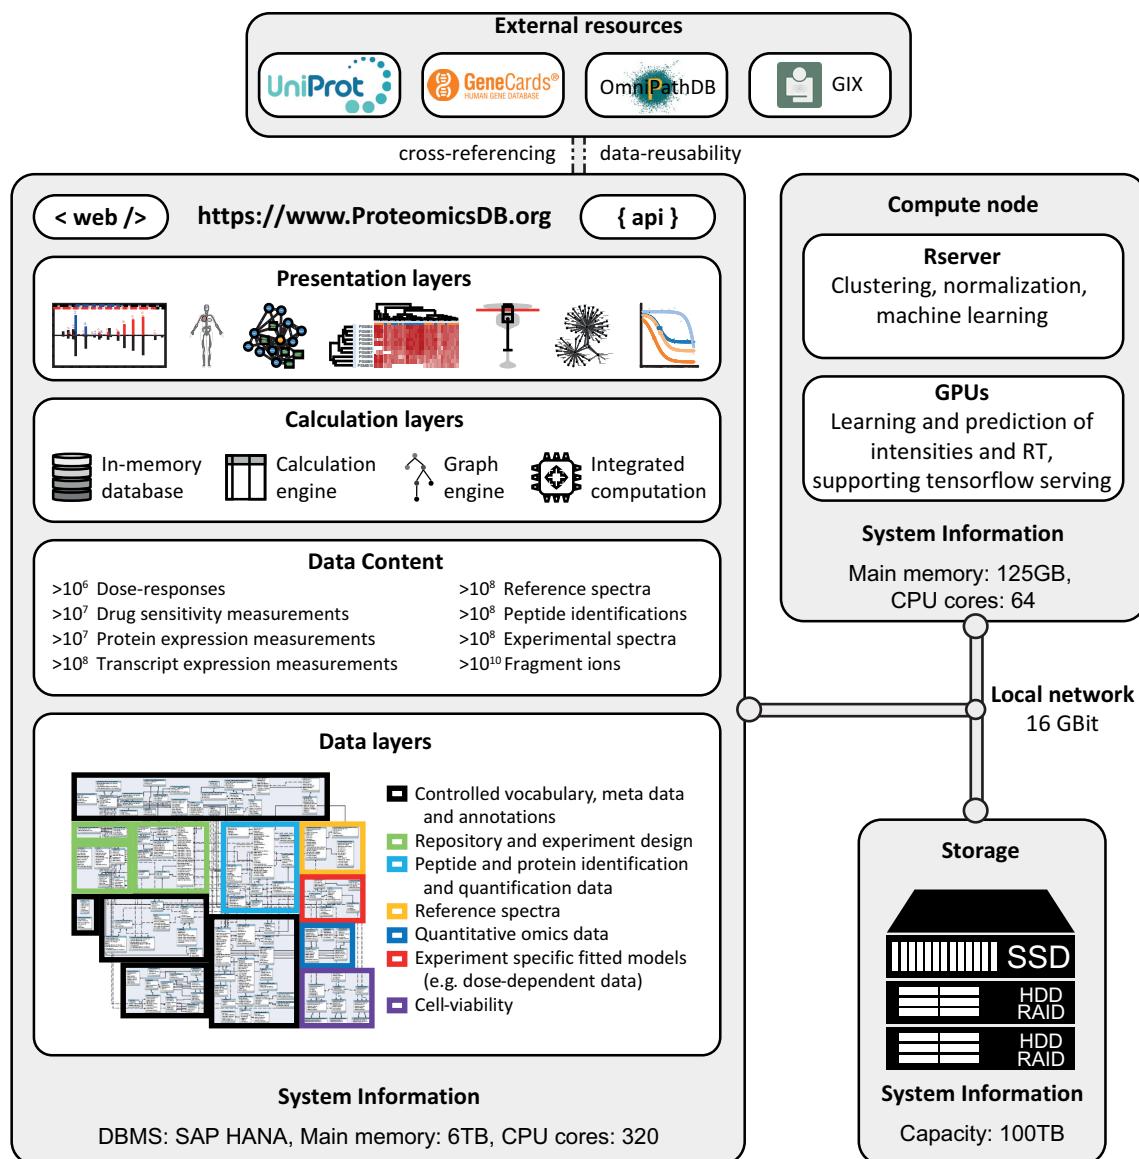 External resources
UniProt
GeneCards®
HUMAN GENE DATABASE
OmniPathDB
GIX
cross-referencing
data-reusability
< web />
https://www.ProteomicsDB.org
{ api }
Presentation layers
Calculation layers
In-memory
database
Calculation
engine
Graph
engine
Integrated
computation
Data Content
>10⁶ Dose-responses
>10⁷ Drug sensitivity measurements
>10⁷ Protein expression measurements
>10⁸ Transcript expression measurements
>10⁸ Reference spectra
>10⁸ Peptide identifications
>10⁸ Experimental spectra
>10¹⁰ Fragment ions
Data layers
Controlled vocabulary, meta data
and annotations
Repository and experiment design
Peptide and protein identification
and quantification data
Reference spectra
Quantitative omics data
Experiment specific fitted models
(e.g. dose-dependent data)
Cell-viability
System Information
DBMS: SAP HANA, Main memory: 6TB, CPU cores: 320
Compute node
Rserver
Clustering, normalization,
machine learning
GPUs
Learning and prediction of
intensities and RT,
supporting tensorflow serving
System Information
Main memory: 125GB,
CPU cores: 64
Local network
16 GBit
Storage
SSD
HDD
RAID
HDD
RAID
System Information
Capacity: 100TB